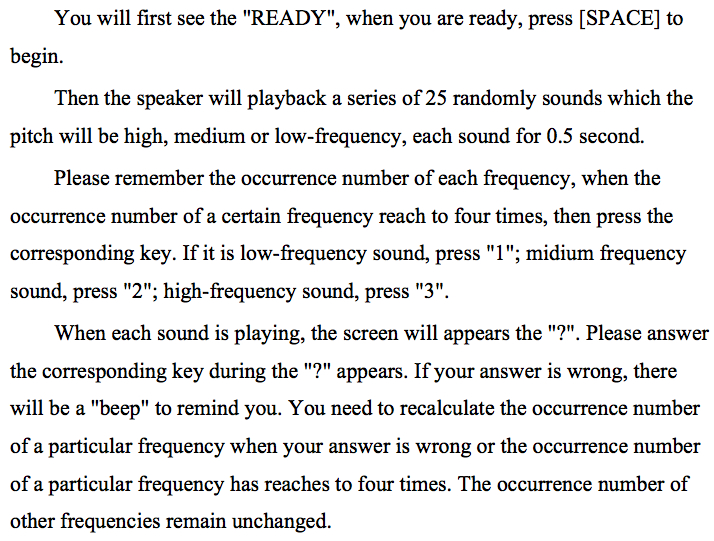 You will first see the "READY", when you are ready, press [SPACE] to
begin.
Then the speaker will playback a series of 25 randomly sounds which the
pitch will be high, medium or low-frequency, each sound for 0.5 second.
Please remember the occurrence number of each frequency, when the
occurrence number of a certain frequency reach to four times, then press the
corresponding key. If it is low-frequency sound, press "1"; midium frequency
sound, press "2"; high-frequency sound, press "3".
When each sound is playing, the screen will appears the "?". Please answer
the corresponding key during the "?" appears. If your answer is wrong, there
will be a "beep" to remind you. You need to recalculate the occurrence number
of a particular frequency when your answer is wrong or the occurrence number
of a particular frequency has reaches to four times. The occurrence number of
other frequencies remain unchanged.